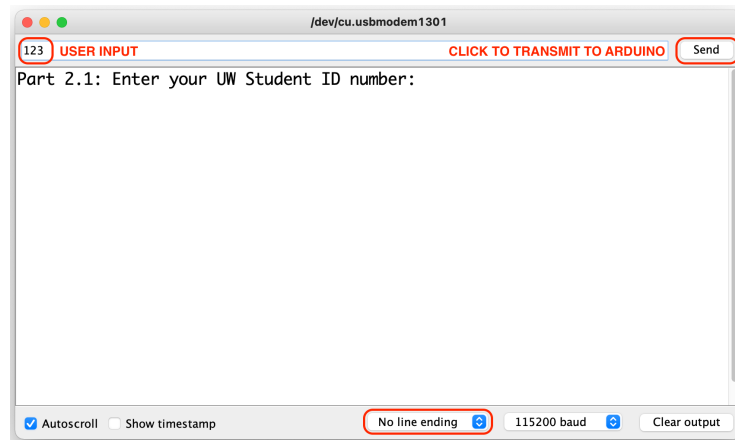 /dev/cu.usbmodem1301
123 USER INPUT CLICK TO TRANSMIT TO ARDUINO Send
Part 2.1: Enter your UW Student ID number:
Autoscroll Show timestamp No line ending 115200 baud Clear output